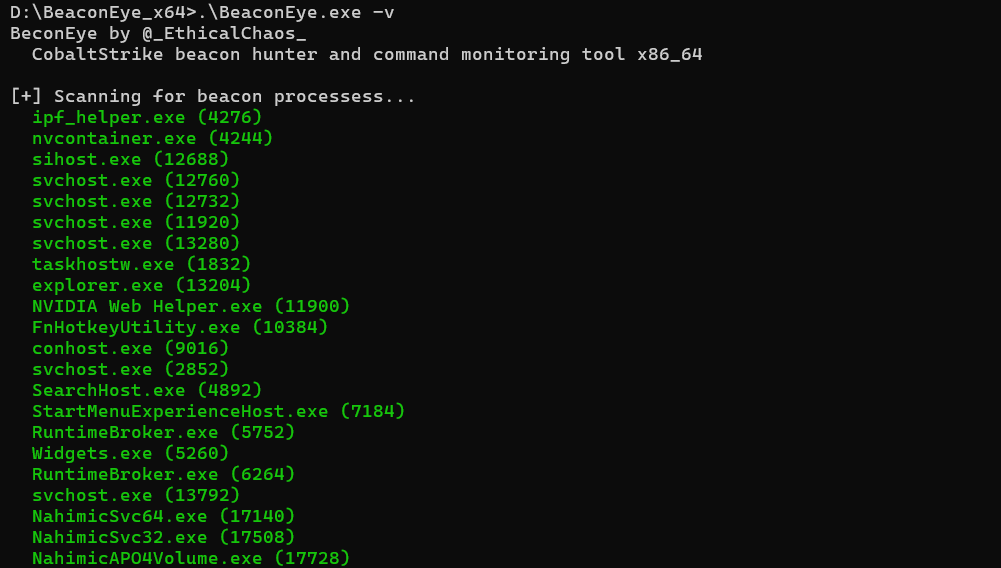 D:\BeaconEye_x64>.\BeaconEye.exe -v
BeconEye by @_EthicalChaos_
  CobaltStrike beacon hunter and command monitoring tool x86_64

[+] Scanning for beacon processess...
  ipf_helper.exe (4276)
  nvcontainer.exe (4244)
  sihost.exe (12688)
  svchost.exe (12760)
  svchost.exe (12732)
  svchost.exe (11920)
  svchost.exe (13280)
  taskhostw.exe (1832)
  explorer.exe (13204)
  NVIDIA Web Helper.exe (11900)
  FnHotkeyUtility.exe (10384)
  conhost.exe (9016)
  svchost.exe (2852)
  SearchHost.exe (4892)
  StartMenuExperienceHost.exe (7184)
  RuntimeBroker.exe (5752)
  Widgets.exe (5260)
  RuntimeBroker.exe (6264)
  svchost.exe (13792)
  NahimicSvc64.exe (17140)
  NahimicSvc32.exe (17508)
  NahimicAPO4Volume.exe (17728)